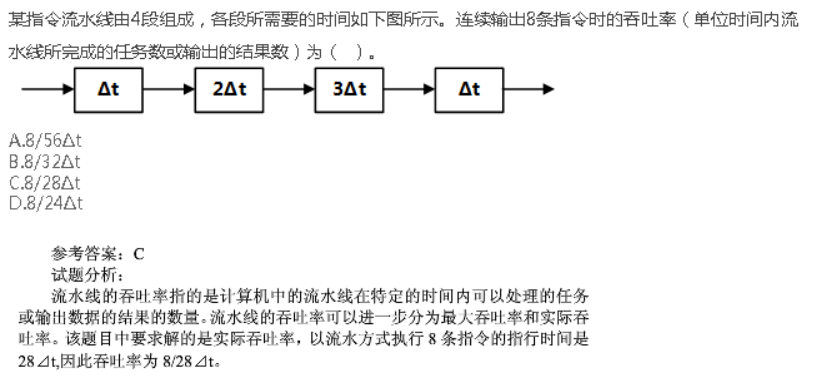 某指令流水线由4段组成，各段所需要的时间如下图所示。连续输出8条指令时的吞吐率（单位时间内流
水线所完成的任务数或输出的结果数）为（　）。
Δt 2Δt 3Δt Δt
A.8/56Δt
B.8/32Δt
C.8/28Δt
D.8/24Δt
参考答案：C
试题分析：
流水线的吞吐率指的是计算机中的流水线在特定的时间内可以处理的任务
或输出数据的结果的数量。流水线的吞吐率可以进一步分为最大吞吐率和实际吞
吐率。该题目中要求解的是实际吞吐率，以流水方式执行 8 条指令的指行时间是
28⊿t,因此吞吐率为 8/28⊿t。